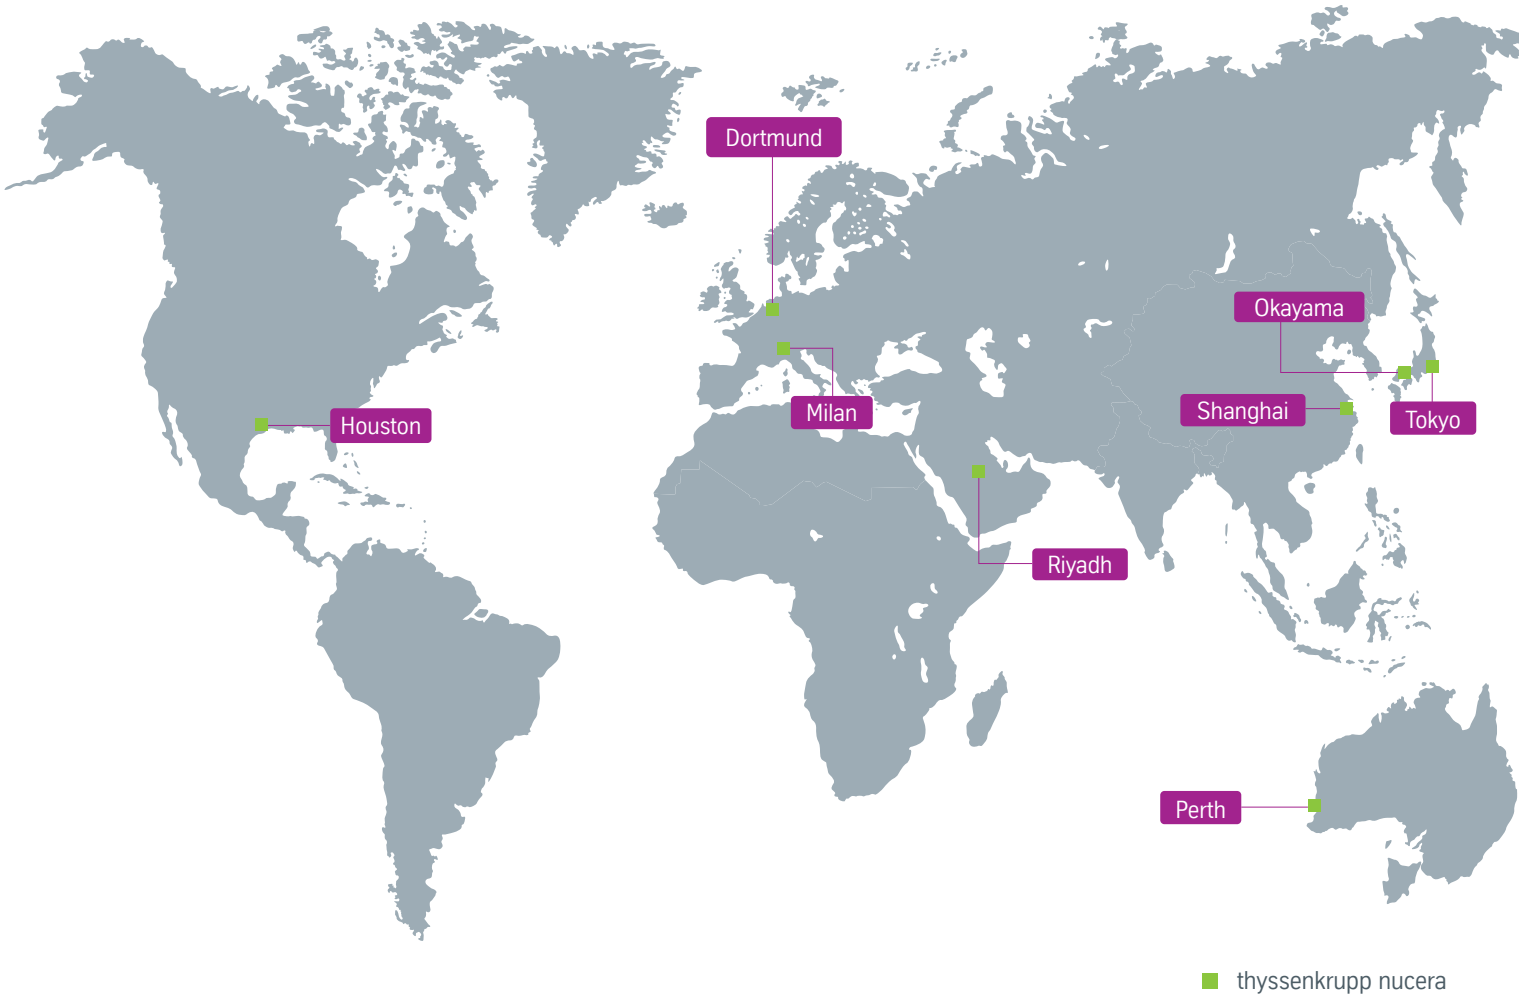 Dortmund
Okayama
Milan
Shanghai
Tokyo
Houston
Riyadh
Perth
thyssenkrupp nucera